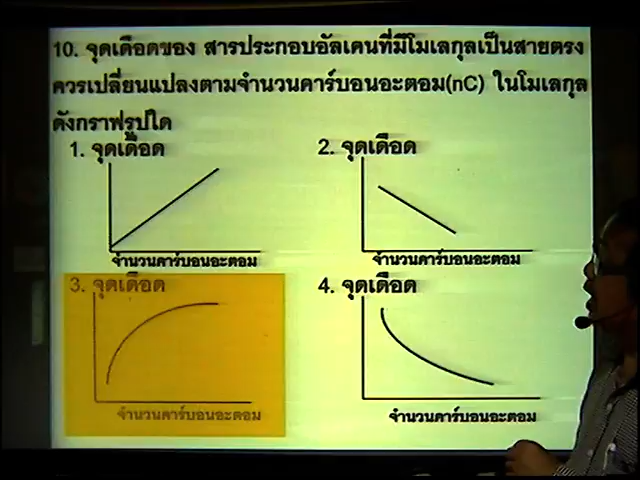 10. จุดเดือดของ สารประกอบอัลเคนที่มีโมเลกุลเป็นสายตรง
ควรเปลี่ยนแปลงตามจำนวนคาร์บอนอะตอม(nC) ในโมเลกุล
ดังกราฟรูปใด
1. จุดเดือด
จำนวนคาร์บอนอะตอม
2. จุดเดือด
จำนวนคาร์บอนอะตอม
3. จุดเดือด
จำนวนคาร์บอนอะตอม
4. จุดเดือด
จำนวนคาร์บอนอะตอม